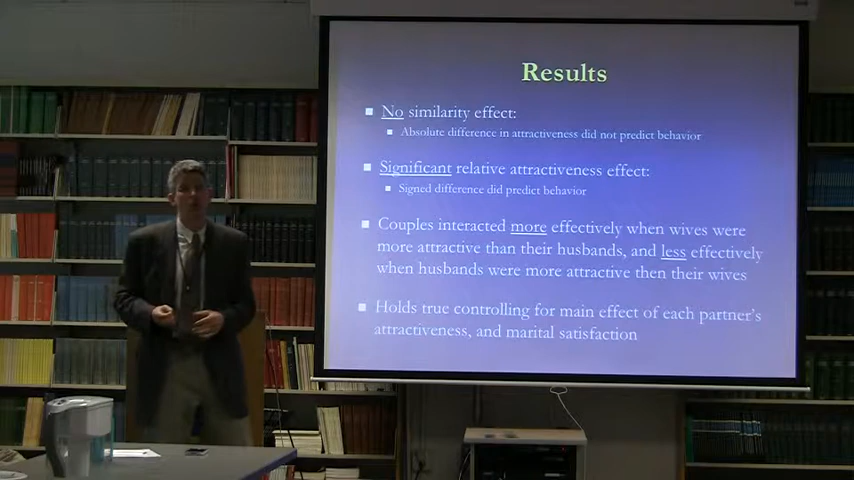 Results
No similarity effect:
Absolute difference in attractiveness did not predict behavior
Significant relative attractiveness effect:
Signed difference did predict behavior
Couples interacted more effectively when wives were
more attractive than their husbands, and less effectively
when husbands were more attractive then their wives
Holds true controlling for main effect of each partner's
attractiveness, and marital satisfaction